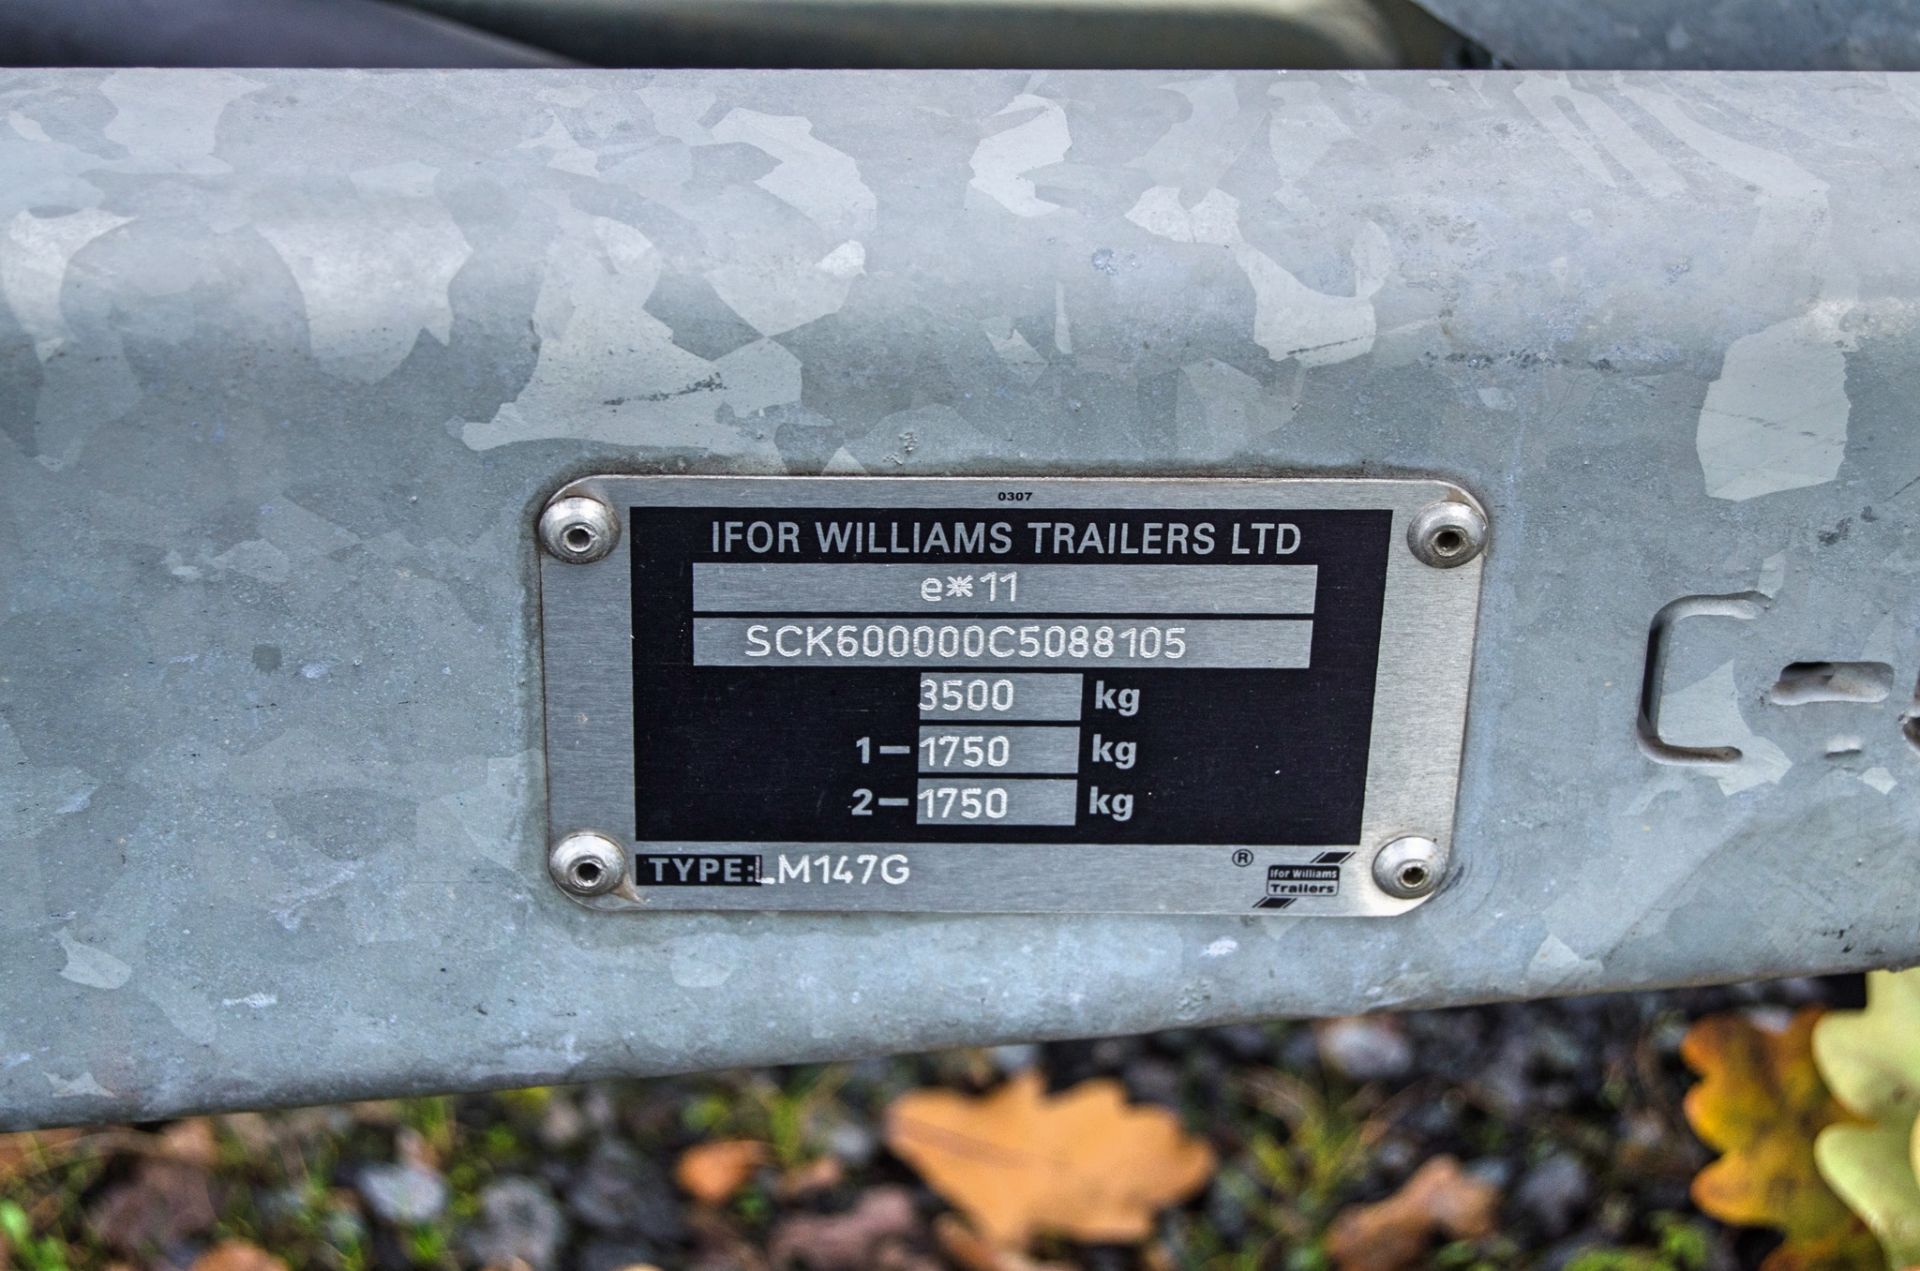 0307
IFOR WILLIAMS TRAILERS LTD
e*11
SCK600000C5088105
3500 kg
1-1750 kg
2-1750 kg
TYPE:LM147G ®
Ifor Williams
Trailers
C-